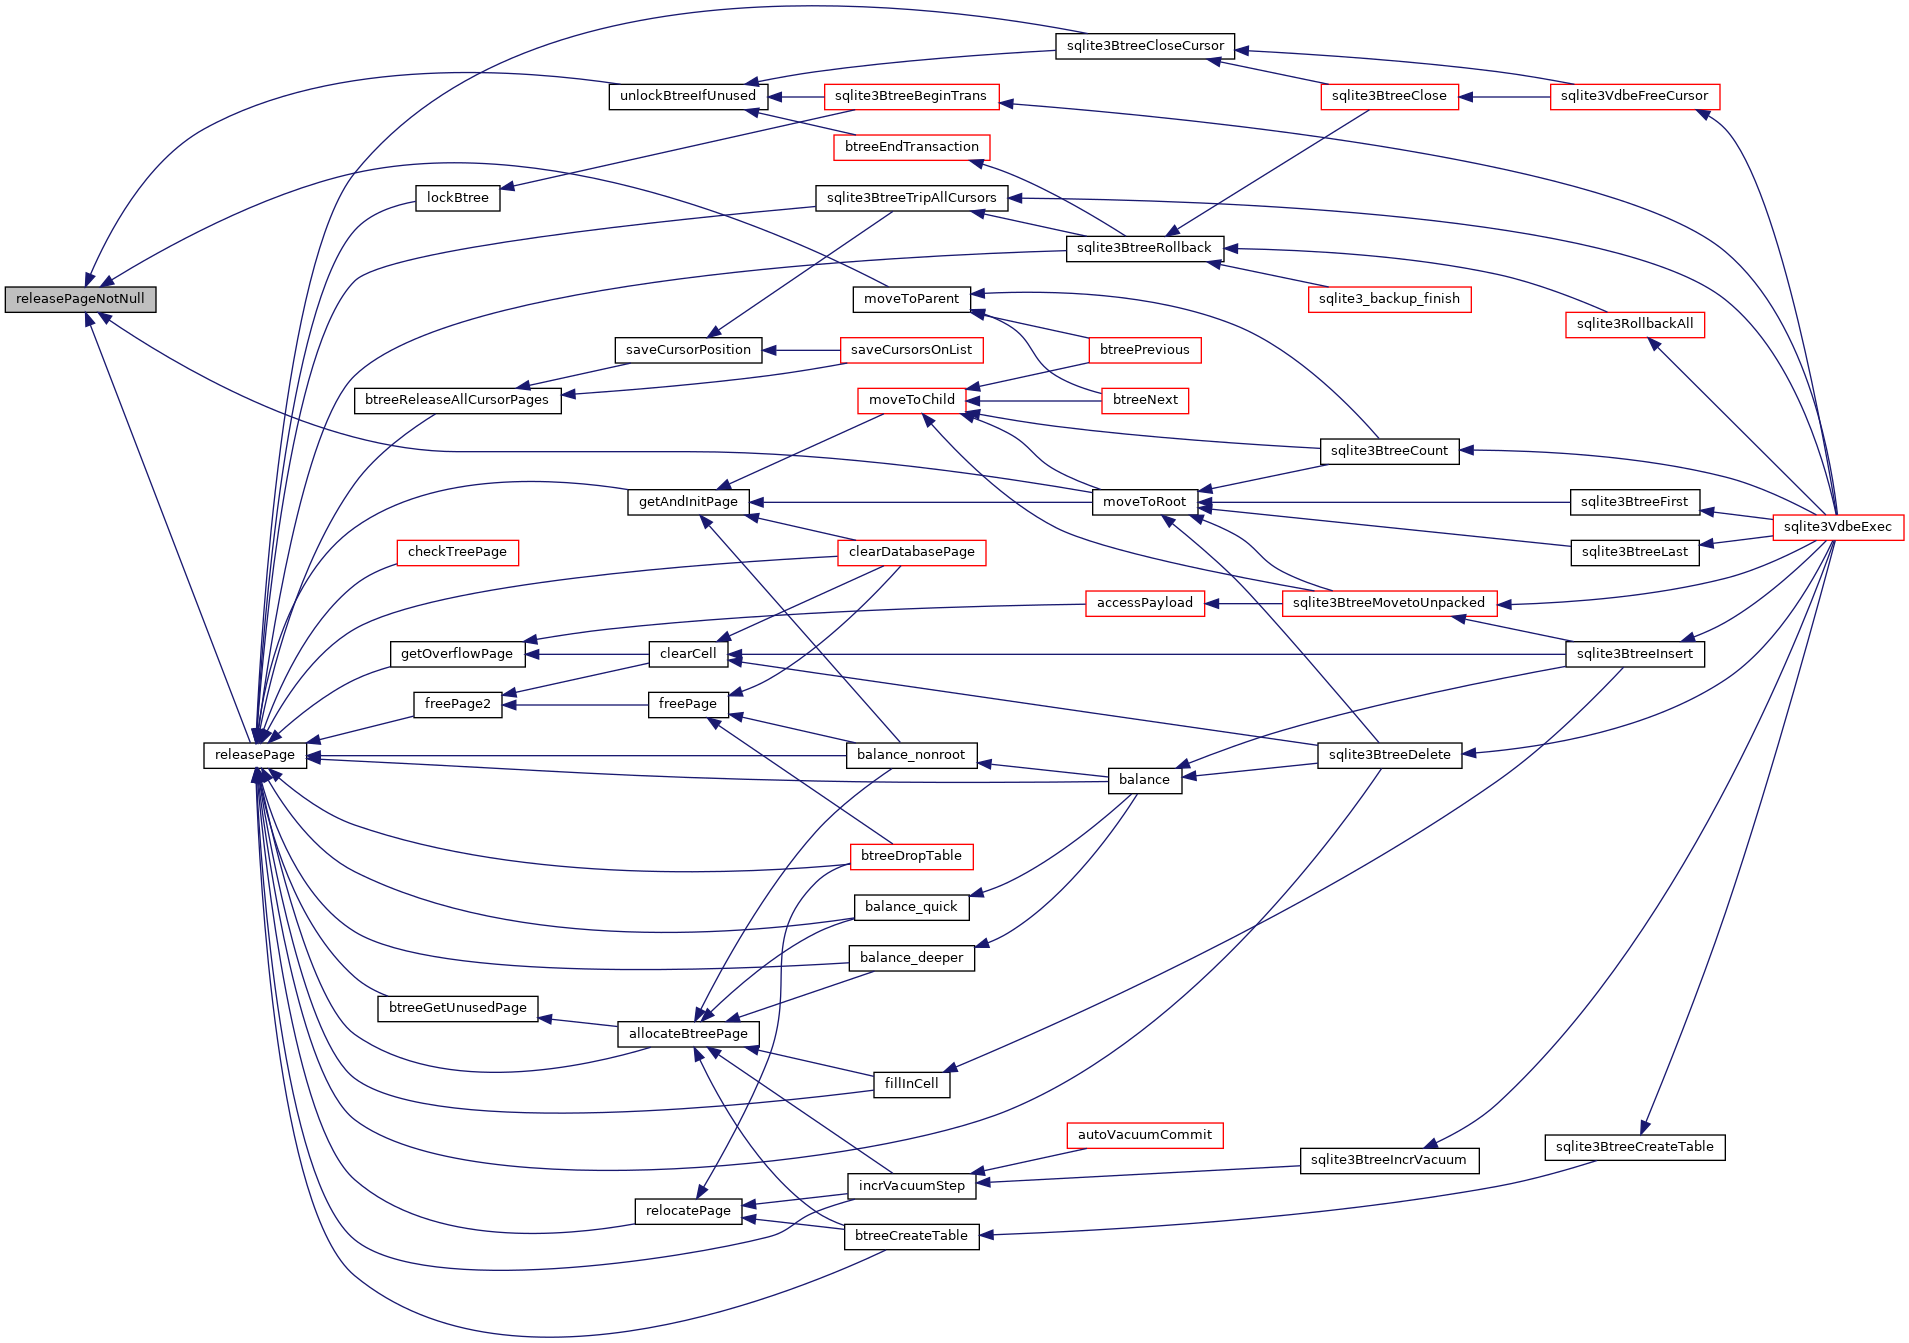 sqlite3BtreeCloseCursor
unlockBtreeIfUnused
sqlite3BtreeBeginTrans
sqlite3BtreeClose
sqlite3VdbeFreeCursor
btreeEndTransaction
lockBtree
sqlite3BtreeTripAllCursors
sqlite3BtreeRollback
releasePageNotNull
moveToParent
sqlite3_backup_finish
sqlite3RollbackAll
saveCursorPosition
saveCursorsOnList
btreePrevious
btreeReleaseAllCursorPages
moveToChild
btreeNext
sqlite3BtreeCount
getAndInitPage
moveToRoot
sqlite3BtreeFirst
sqlite3VdbeExec
checkTreePage
clearDatabasePage
sqlite3BtreeLast
accessPayload
sqlite3BtreeMovetoUnpacked
getOverflowPage
clearCell
sqlite3BtreeInsert
freePage2
freePage
releasePage
balance_nonroot
sqlite3BtreeDelete
balance
btreeDropTable
balance_quick
balance_deeper
btreeGetUnusedPage
allocateBtreePage
fillInCell
autoVacuumCommit
sqlite3BtreeCreateTable
sqlite3BtreeIncrVacuum
incrVacuumStep
relocatePage
btreeCreateTable